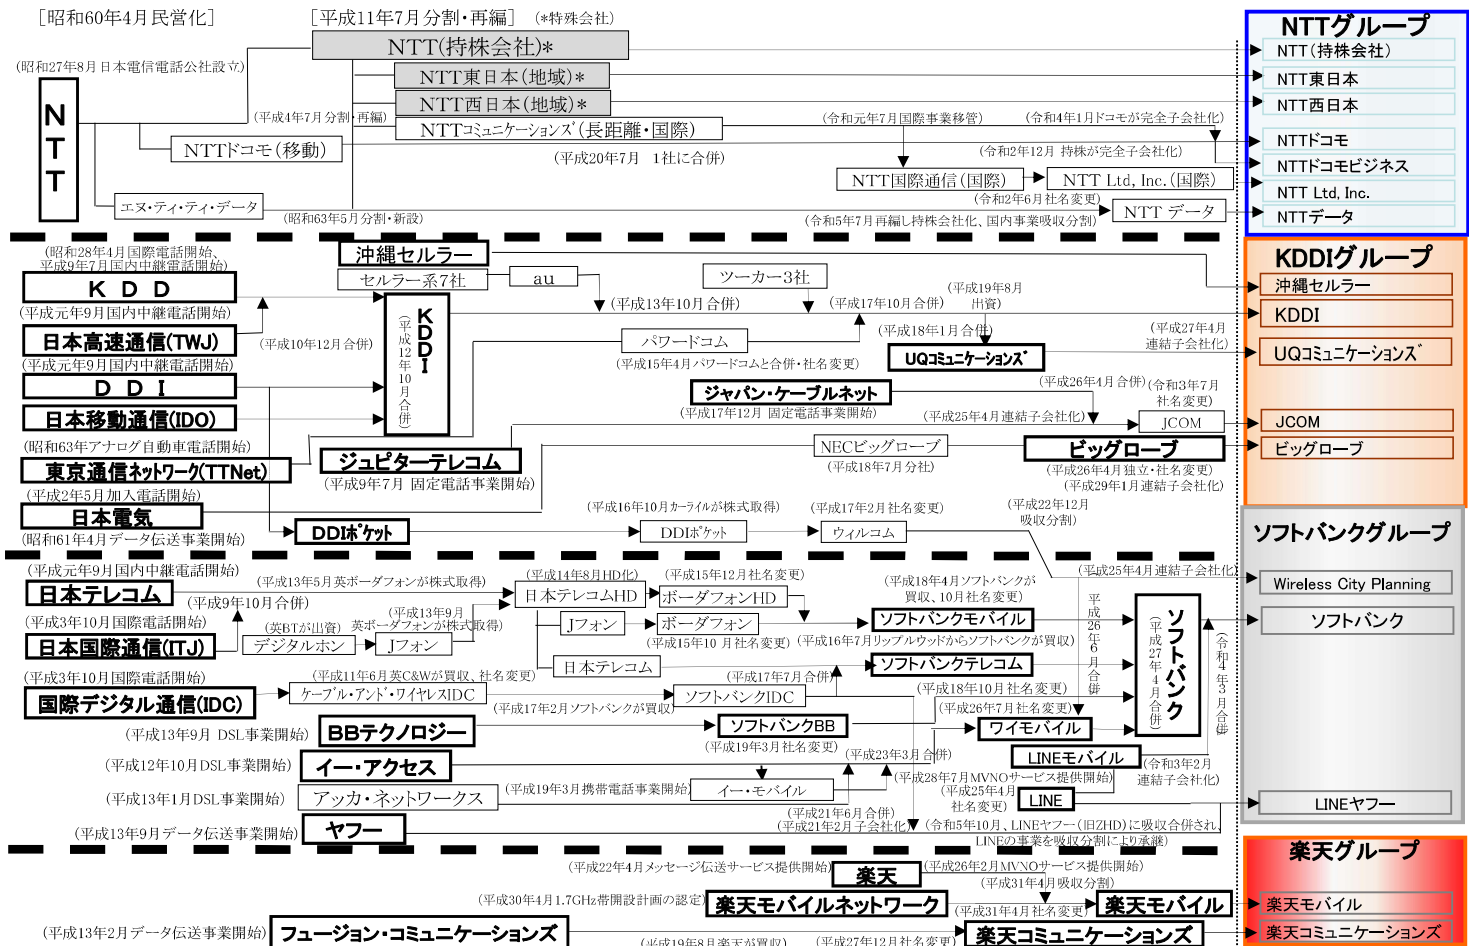 [昭和60年4月民営化]
[平成11年7月分割・再編] (*特殊会社)
NTTグループ
NTT(持株会社)*
NTT(持株会社)
(昭和27年8月日本電信電話公社設立)
NTT東日本(地域)*
NTT東日本
NTT西日本(地域)*
NTT西日本
NTT
(平成4年7月分割・再編)
NTTコミュニケーションズ(長距離・国際)
(令和元年7月国際事業移管)
(令和4年1月ドコモが完全子会社化)
NTTドコモ
NTTドコモ(移動)
(平成20年7月 1社に合併)
(令和2年12月 持株が完全子会社化)
NTTドコモビジネス
NTT国際通信(国際)
NTT Ltd, Inc.(国際)
NTT Ltd, Inc.
(令和2年6月社名変更)
エヌ・ティ・ティ・データ
(昭和63年5月分割・新設)
(令和5年7月再編し持株会社化、国内事業吸収分割)
NTT データ
NTTデータ
(昭和28年4月国際電話開始、
平成9年7月国内中継電話開始)
沖縄セルラー
KDDIグループ
KDD
セルラー系7社
au
ツーカー3社
沖縄セルラー
(平成元年9月国内中継電話開始)
KDDI
(平成12年10月合併)
(平成13年10月合併)
(平成17年10月合併)
(平成19年8月
出資)
KDDI
日本高速通信(TWJ)
(平成10年12月合併)
パワードコム
(平成18年1月合併)
(平成27年4月
連結子会社化)
(平成元年9月国内中継電話開始)
(平成15年4月パワードコムと合併・社名変更)
UQコミュニケーションズ
UQコミュニケーションズ
DDI
ジャパン・ケーブルネット
(平成26年4月合併)
(令和3年7月
社名変更)
日本移動通信(IDO)
(平成17年12月 固定電話事業開始)
(平成25年4月連結子会社化)
JCOM
JCOM
(昭和63年アナログ自動車電話開始)
NECビッグローブ
ビッグローブ
ビッグローブ
東京通信ネットワーク(TTNet)
ジュピターテレコム
(平成18年7月分社)
(平成26年4月独立・社名変更)
(平成9年7月 固定電話事業開始)
(平成29年1月連結子会社化)
(平成2年5月加入電話開始)
日本電気
(平成16年10月カーライルが株式取得)
(平成17年2月社名変更)
(平成22年12月
吸収分割)
DDIポケット
DDIポケット
ウィルコム
ソフトバンクグループ
(昭和61年4月データ伝送事業開始)
(平成元年9月国内中継電話開始)
(平成13年5月英ボーダフォンが株式取得)
(平成14年8月HD化)
(平成15年12月社名変更)
(平成18年4月ソフトバンクが
買収、10月社名変更)
(平成25年4月連結子会社化)
Wireless City Planning
日本テレコム
(平成9年10月合併)
日本テレコムHD
ボーダフォンHD
(平成3年10月国際電話開始)
(平成13年9月
英ボーダフォンが株式取得)
(英BTが出資)
Jフォン
ボーダフォン
ソフトバンクモバイル
平成26年6月合併
ソフトバンク
(平成27年4月合併)
(令和4年3月合併)
ソフトバンク
日本国際通信(ITJ)
デジタルホン
Jフォン
(平成15年10月社名変更)
(平成16年7月リップルウッドからソフトバンクが買収)
日本テレコム
ソフトバンクテレコム
(平成3年10月国際電話開始)
(平成11年6月英C&Wが買収、社名変更)
(平成17年7月合併)
国際デジタル通信(IDC)
ケーブル・アンド・ワイヤレスIDC
ソフトバンクIDC
(平成18年10月社名変更)
(平成17年2月ソフトバンクが買収)
(平成26年7月社名変更)
(平成13年9月 DSL事業開始)
BBテクノロジー
ソフトバンクBB
ワイモバイル
(平成19年3月社名変更)
(平成23年3月合併)
LINEモバイル
(令和3年2月
連結子会社化)
(平成12年10月DSL事業開始)
イー・アクセス
(平成28年7月MVNOサービス提供開始)
(平成13年1月DSL事業開始)
アッカ・ネットワークス
(平成19年3月携帯電話事業開始)
イー・モバイル
(平成25年4月
社名変更)
LINE
LINEヤフー
(平成21年6月合併)
(平成13年9月データ伝送事業開始)
ヤフー
(平成21年2月子会社化)
(令和5年10月、LINEヤフー(旧ZHD)に吸収合併され、
LINEの事業を吸収分割により承継)
楽天グループ
(平成22年4月メッセージ伝送サービス提供開始)
楽天
(平成26年2月MVNOサービス提供開始)
(平成31年4月吸収分割)
(平成30年4月1.7GHz帯開設計画の認定)
楽天モバイルネットワーク
(平成31年4月社名変更)
楽天モバイル
楽天モバイル
(平成13年2月データ伝送事業開始)
フュージョン・コミュニケーションズ
(平成19年8月楽天が買収)
(平成27年12月社名変更)
楽天コミュニケーションズ
楽天コミュニケーションズ